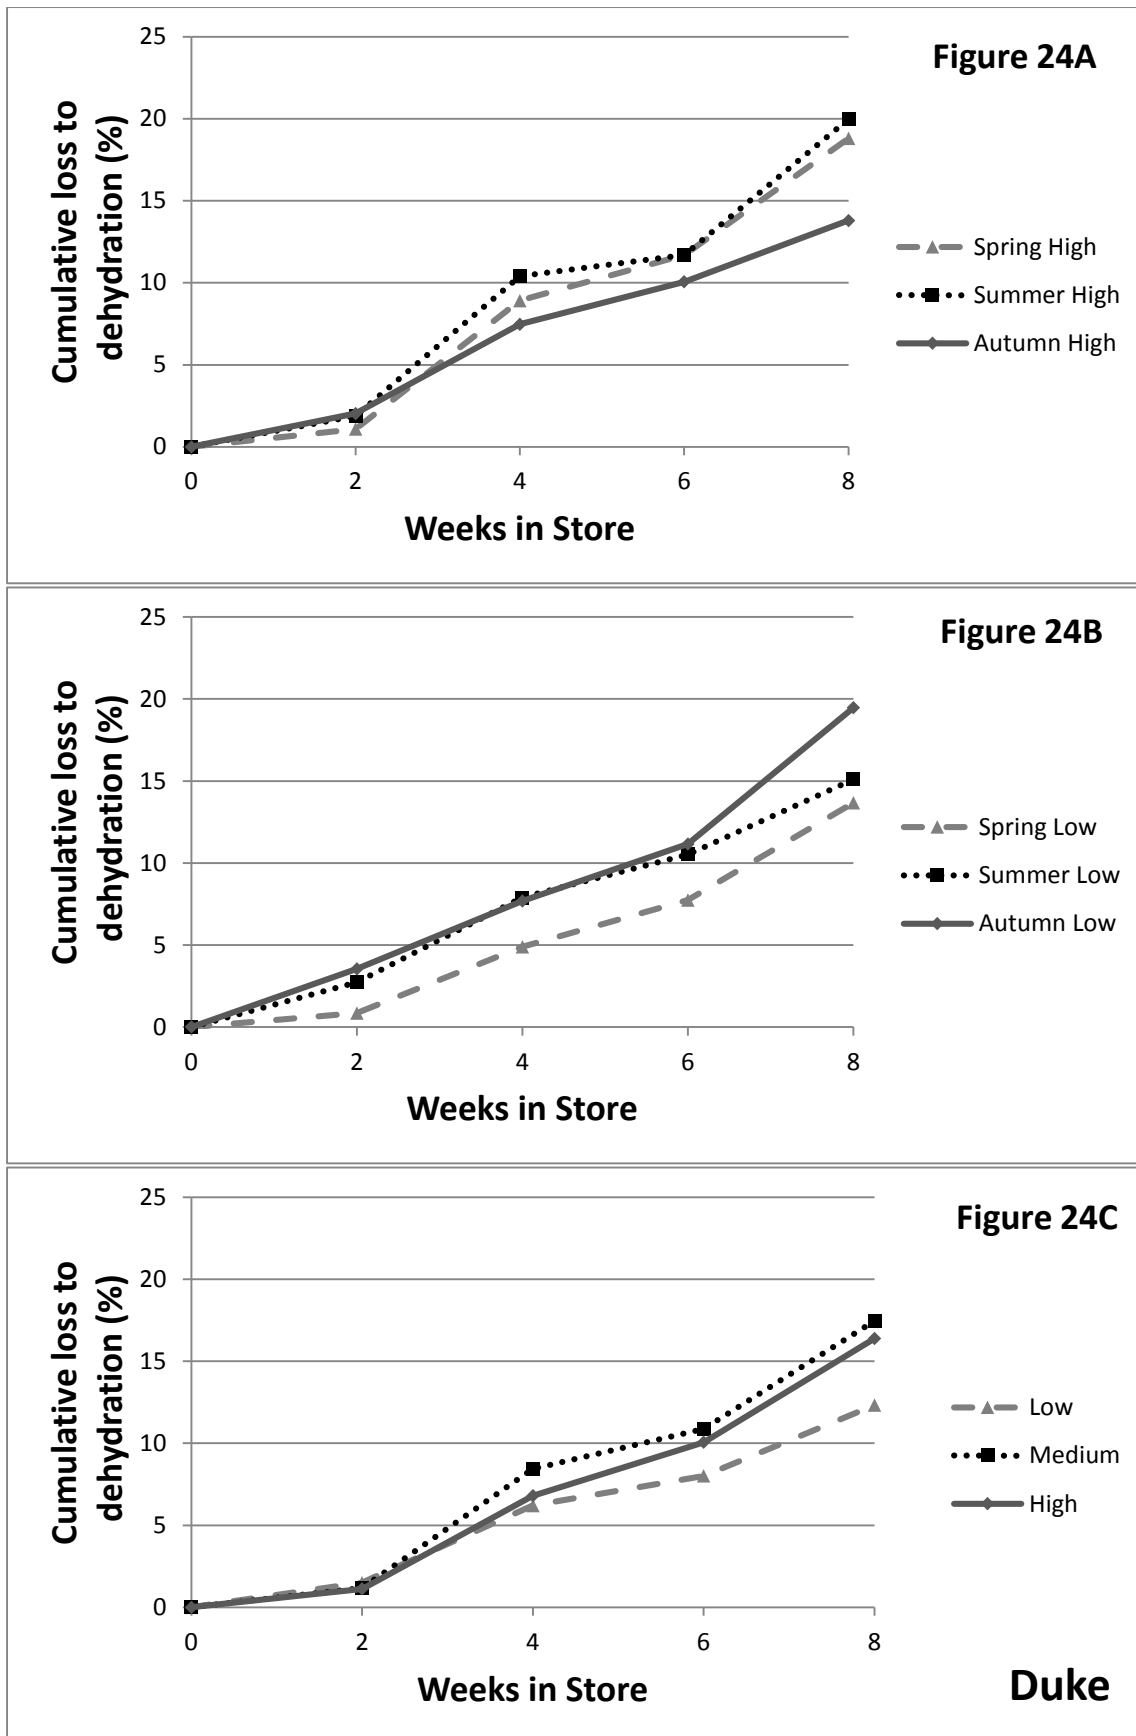 Figure 24A
Cumulative loss to
dehydration (%)
25
20
15
10
5
0
0 2 4 6 8
Weeks in Store
Spring High
Summer High
Autumn High
Figure 24B
Cumulative loss to
dehydration (%)
25
20
15
10
5
0
0 2 4 6 8
Weeks in Store
Spring Low
Summer Low
Autumn Low
Figure 24C
Cumulative loss to
dehydration (%)
25
20
15
10
5
0
0 2 4 6 8
Weeks in Store
Low
Medium
High
Duke